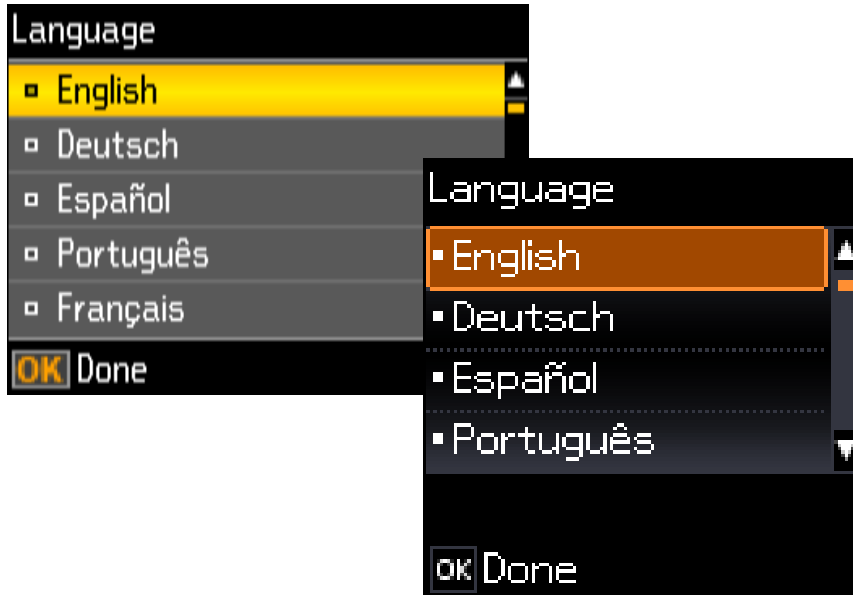 Language
English
Deutsch
Español
Português
Français
OK Done
Language
English
Deutsch
Español
Português
OK Done